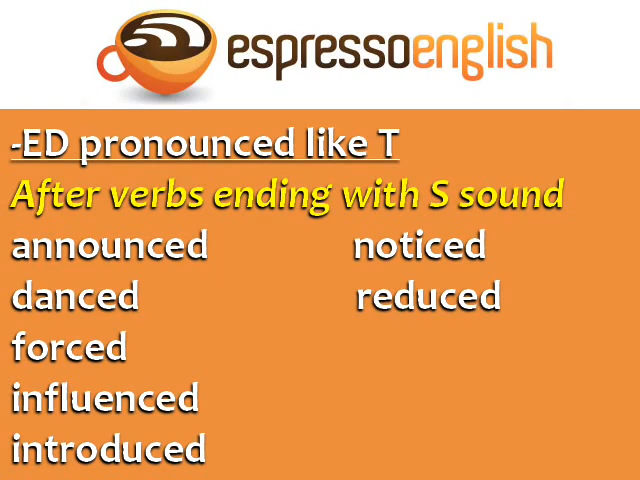 espressoenglish
-ED pronounced like T
After verbs ending with S sound
announced noticed
danced reduced
forced
influenced
introduced